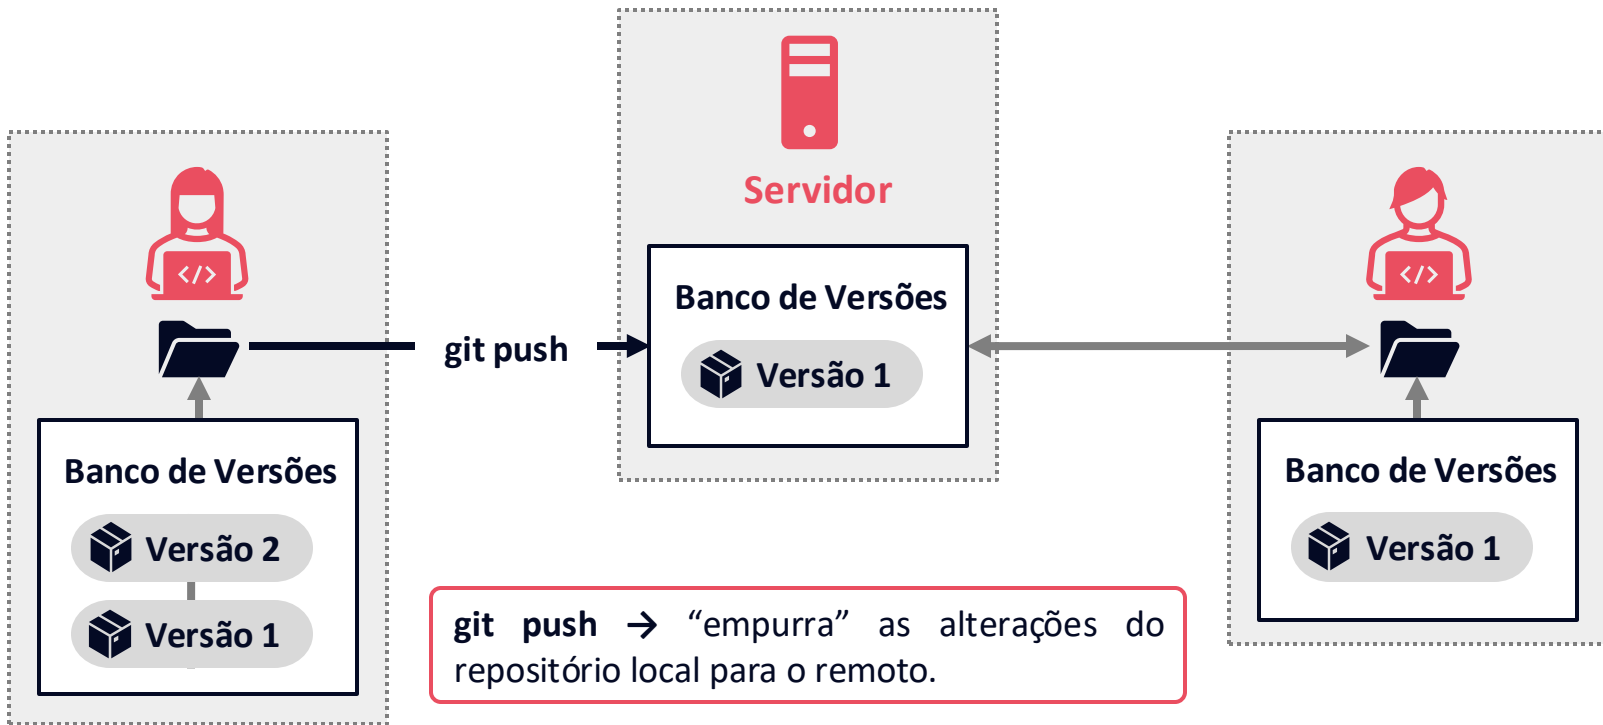 Servidor
Banco de Versões
Versão 1
git push
Banco de Versões
Versão 2
Versão 1
Banco de Versões
Versão 1
git push → “empurra” as alterações do
repositório local para o remoto.